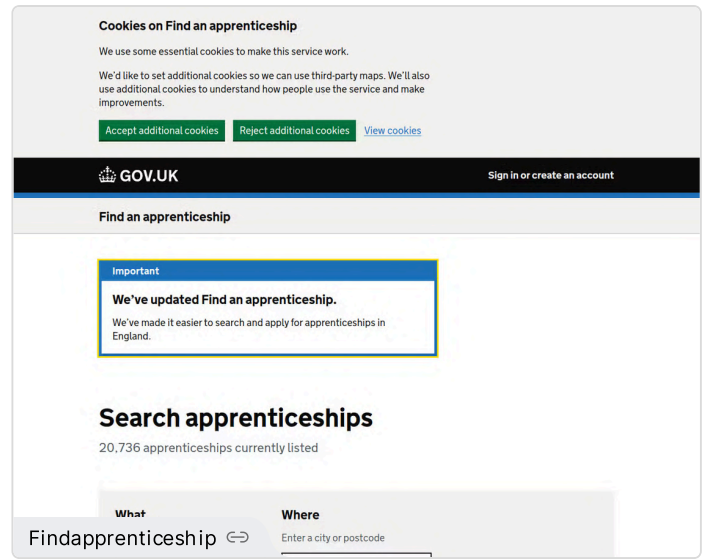 Cookies on Find an apprenticeship
We use some essential cookies to make this service work.
We'd like to set additional cookies so we can use third-party maps. We'll also
use additional cookies to understand how people use the service and make
improvements.
Accept additional cookies Reject additional cookies View cookies
GOV.UK Sign in or create an account
Find an apprenticeship
Important
We've updated Find an apprenticeship.
We've made it easier to search and apply for apprenticeships in
England.
Search apprenticeships
20,736 apprenticeships currently listed
What Where
Enter a city or postcode
Findapprenticeship